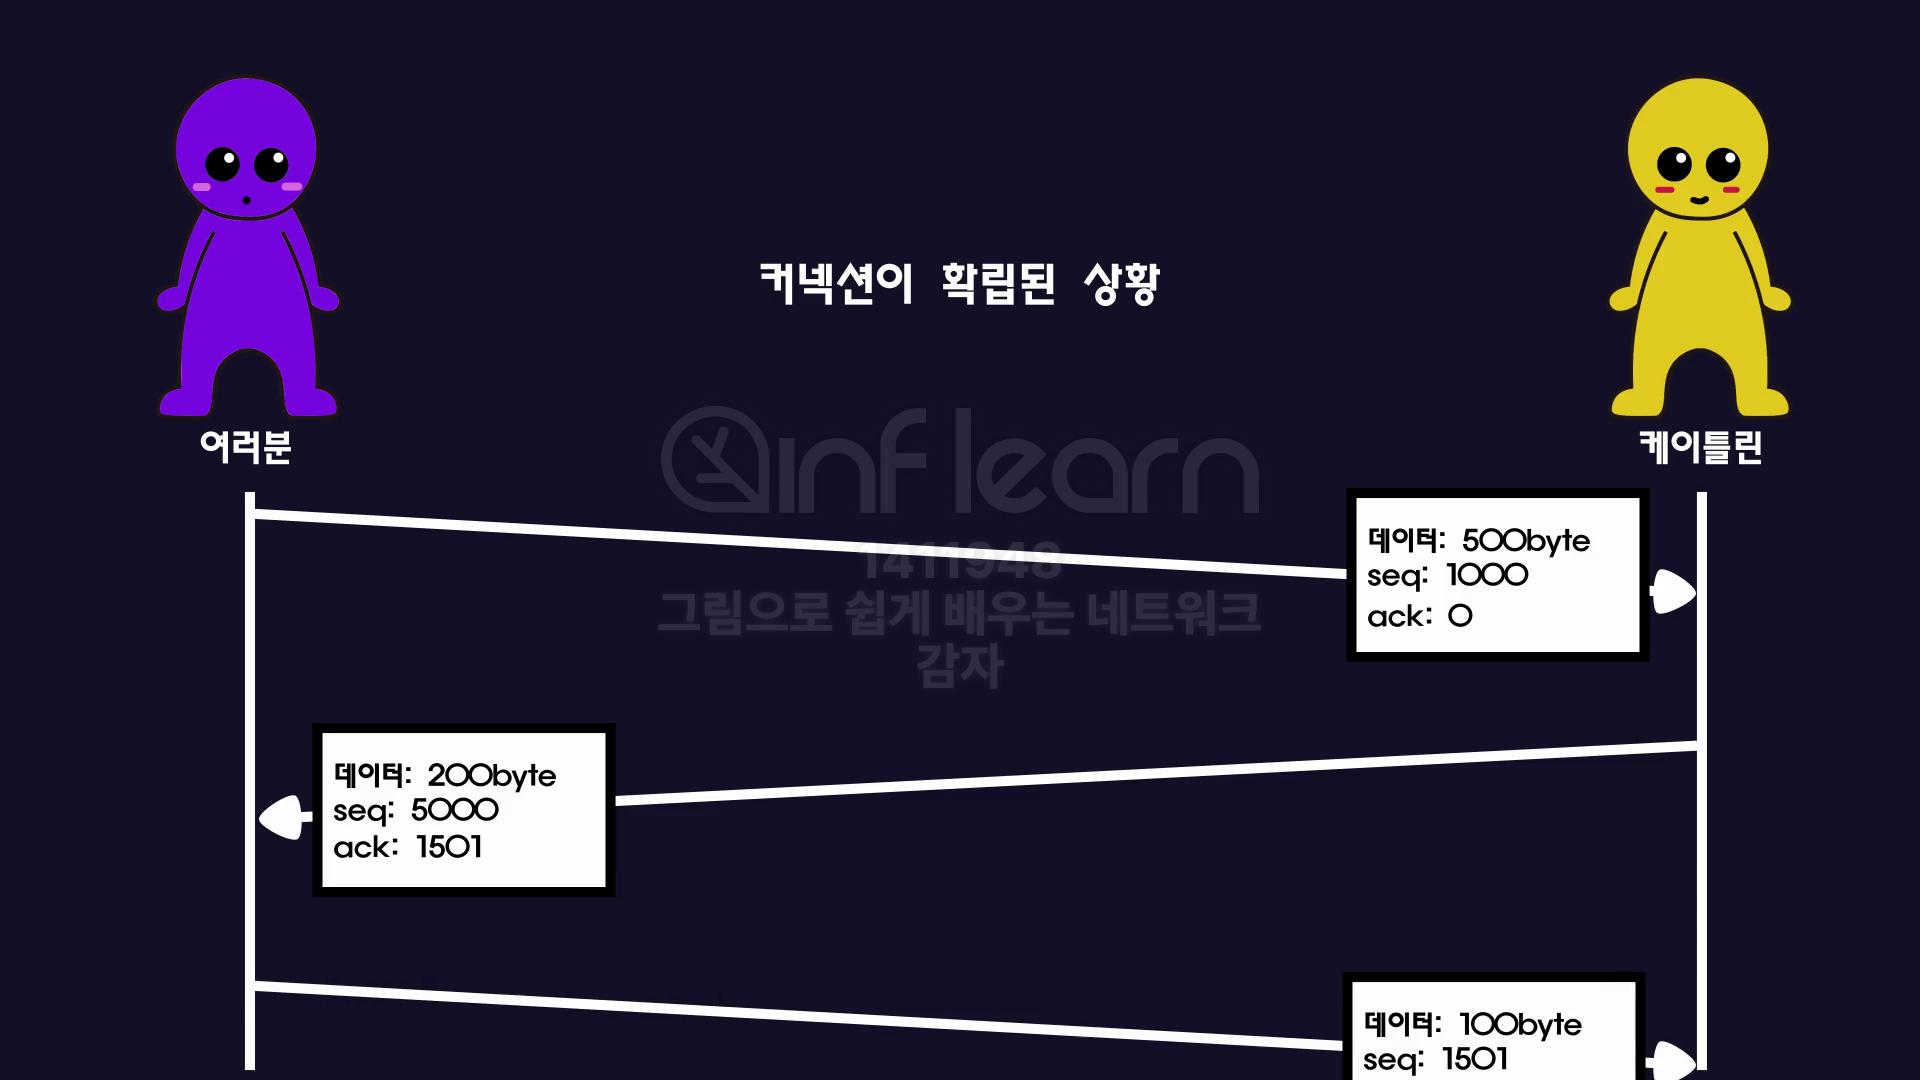 커넥션이 확립된 상황
여러분
케이틀린
inflearn
1411948
그림으로 쉽게 배우는 네트워크
감자
데이터: 500byte
seq: 1000
ack: 0
데이터: 200byte
seq: 5000
ack: 1501
데이터: 100byte
seq: 1501